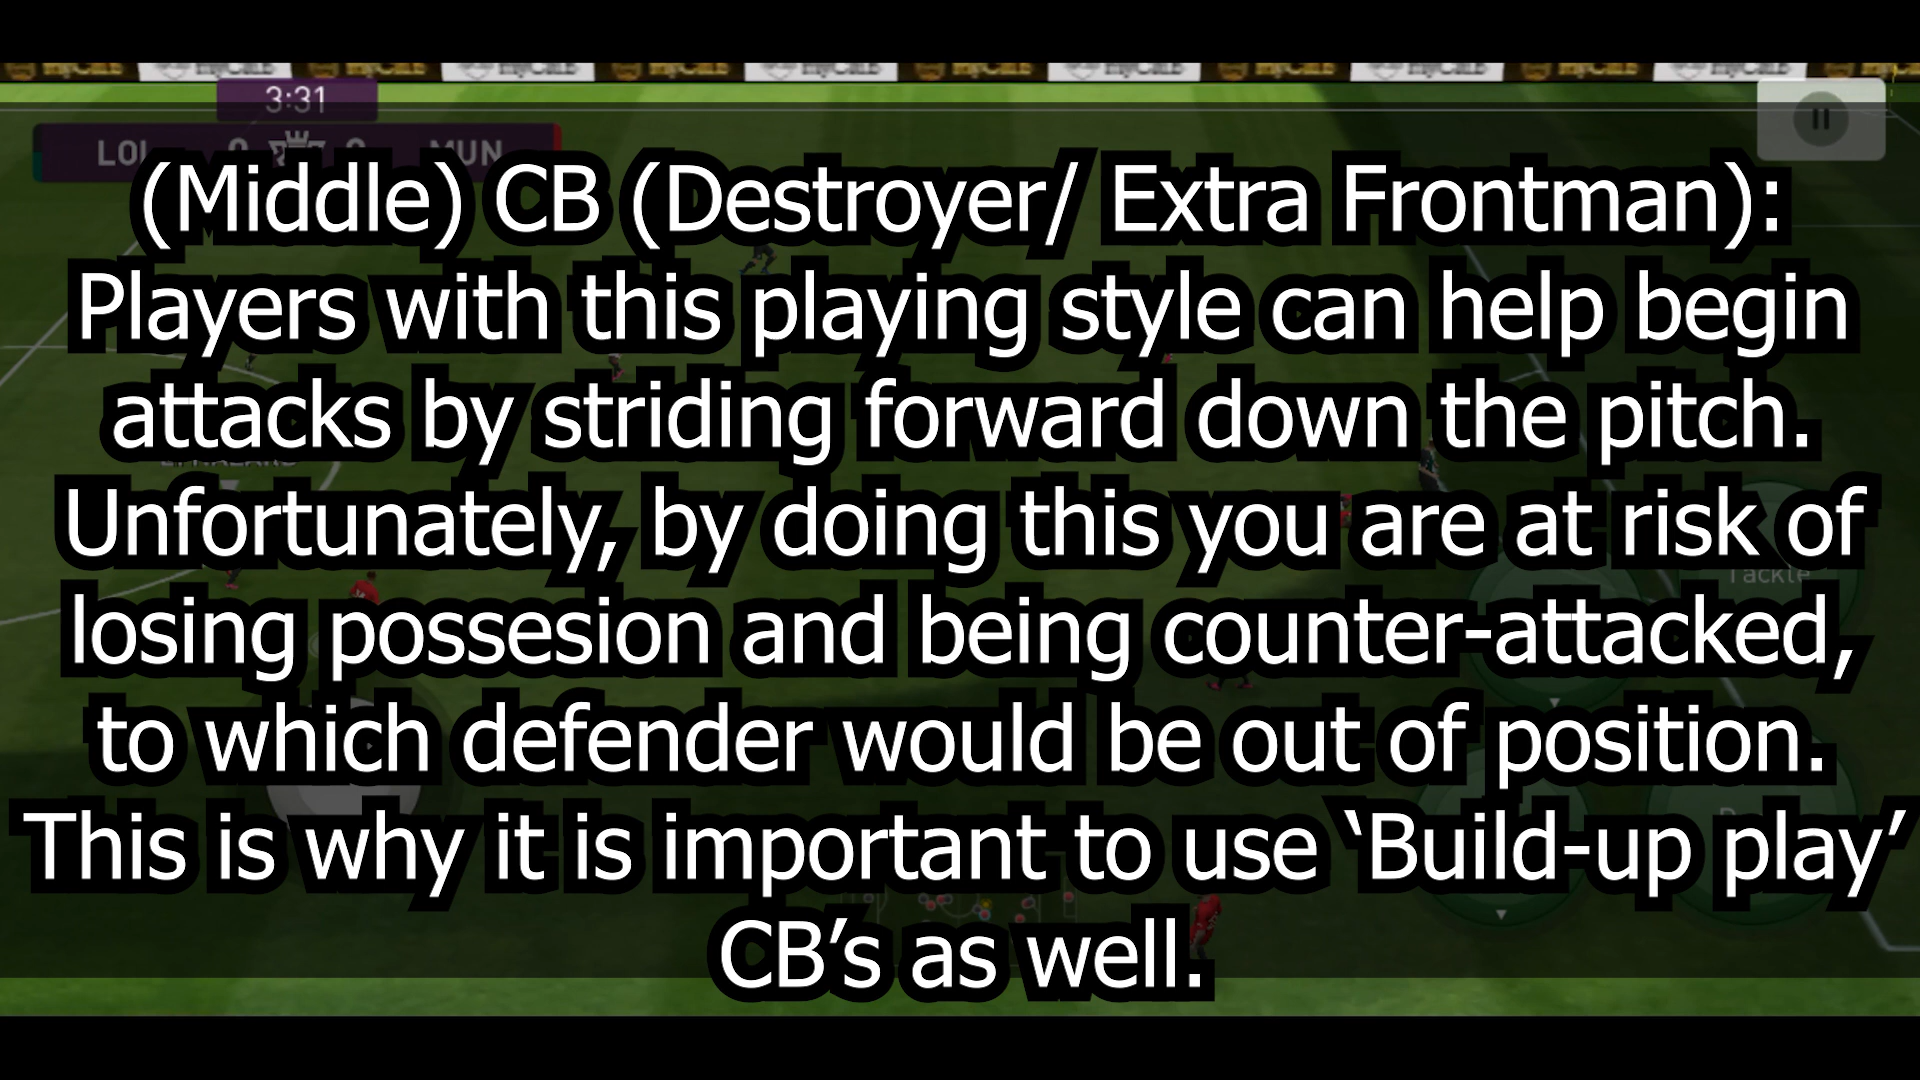 3:31
MUN
(Middle) CB (Destroyer/ Extra Frontman):
Players with this playing style can help begin
attacks by striding forward down the pitch.
Unfortunately, by doing this you are at risk of
losing possesion and being counter-attacked,
to which defender would be out of position.
This is why it is important to use ‘Build-up play’
CB’s as well.
Tackle